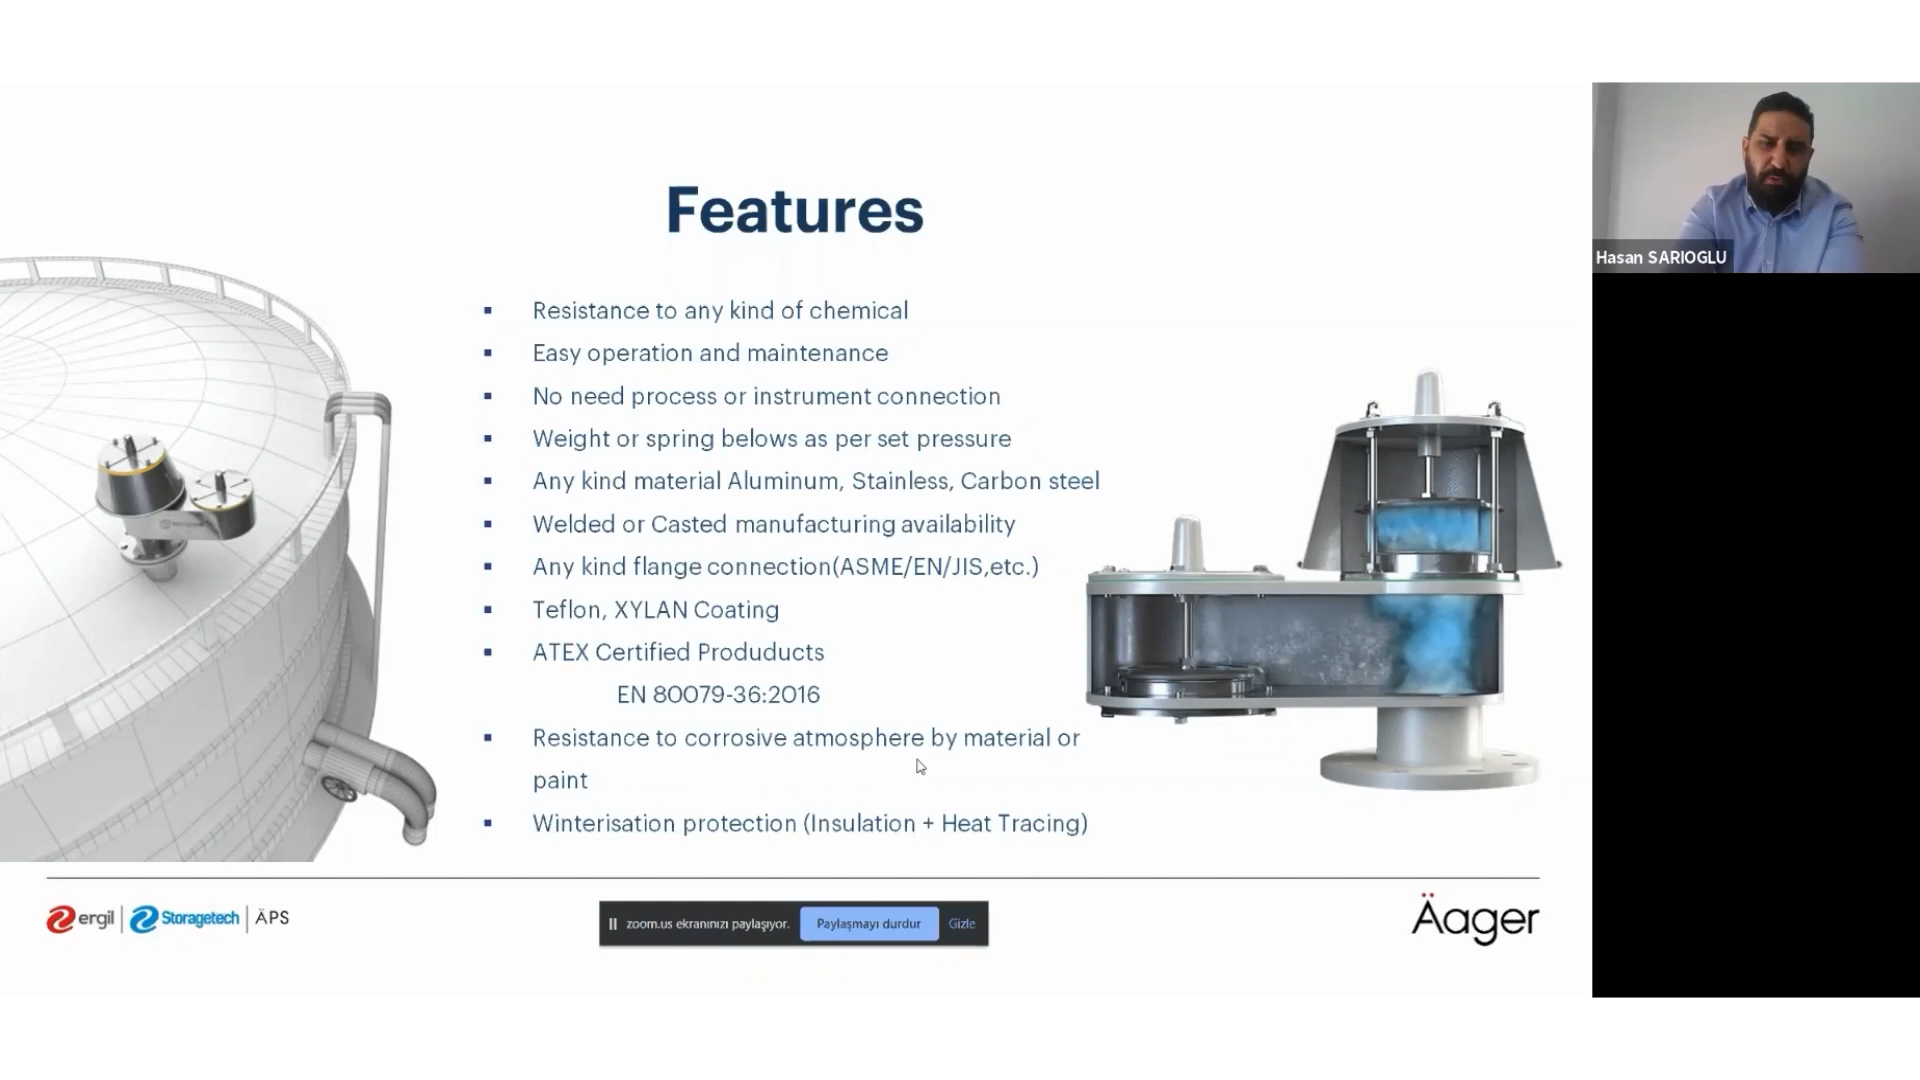 Features
Hasan SARIOGLU
▪ Resistance to any kind of chemical
▪ Easy operation and maintenance
▪ No need process or instrument connection
▪ Weight or spring belows as per set pressure
▪ Any kind material Aluminum, Stainless, Carbon steel
▪ Welded or Casted manufacturing availability
▪ Any kind flange connection(ASME/EN/JIS,etc.)
▪ Teflon, XYLAN Coating
▪ ATEX Certified Produducts
EN 80079-36:2016
▪ Resistance to corrosive atmosphere by material or
paint
▪ Winterisation protection (Insulation + Heat Tracing)
ergil | Storagetech | ÄPS
zoom.us ekranınızı paylaşıyor. Paylaşmayı durdur Gizle
Äager